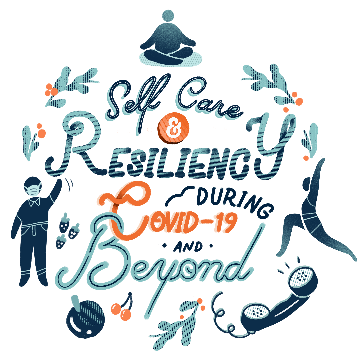 Self Care
&
RESILIENCY
DURING
COVID-19
• AND •
Beyond